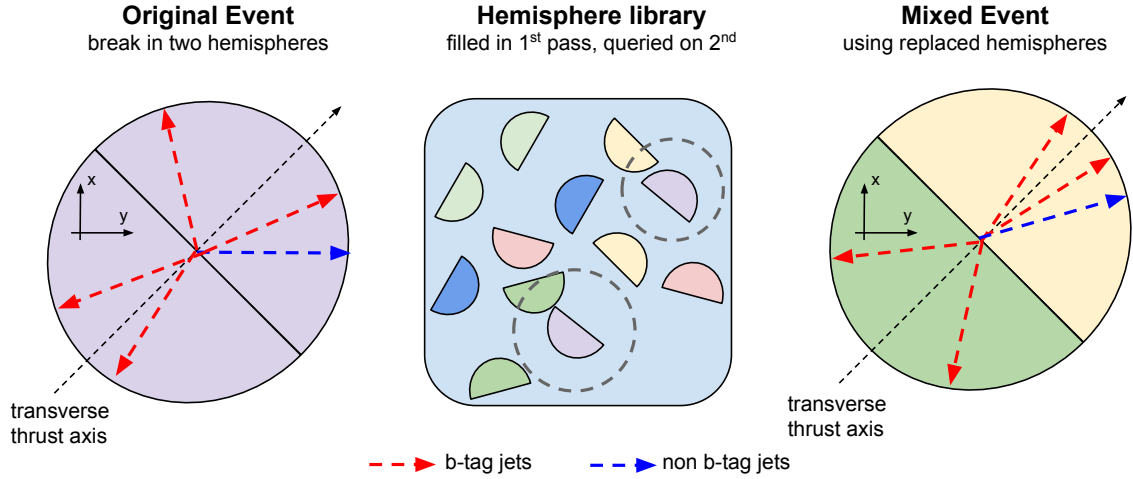 Original Event
break in two hemispheres
Hemisphere library
filled in 1st pass, queried on 2nd
Mixed Event
using replaced hemispheres
x
y
x
y
transverse
thrust axis
transverse
thrust axis
b-tag jets
non b-tag jets